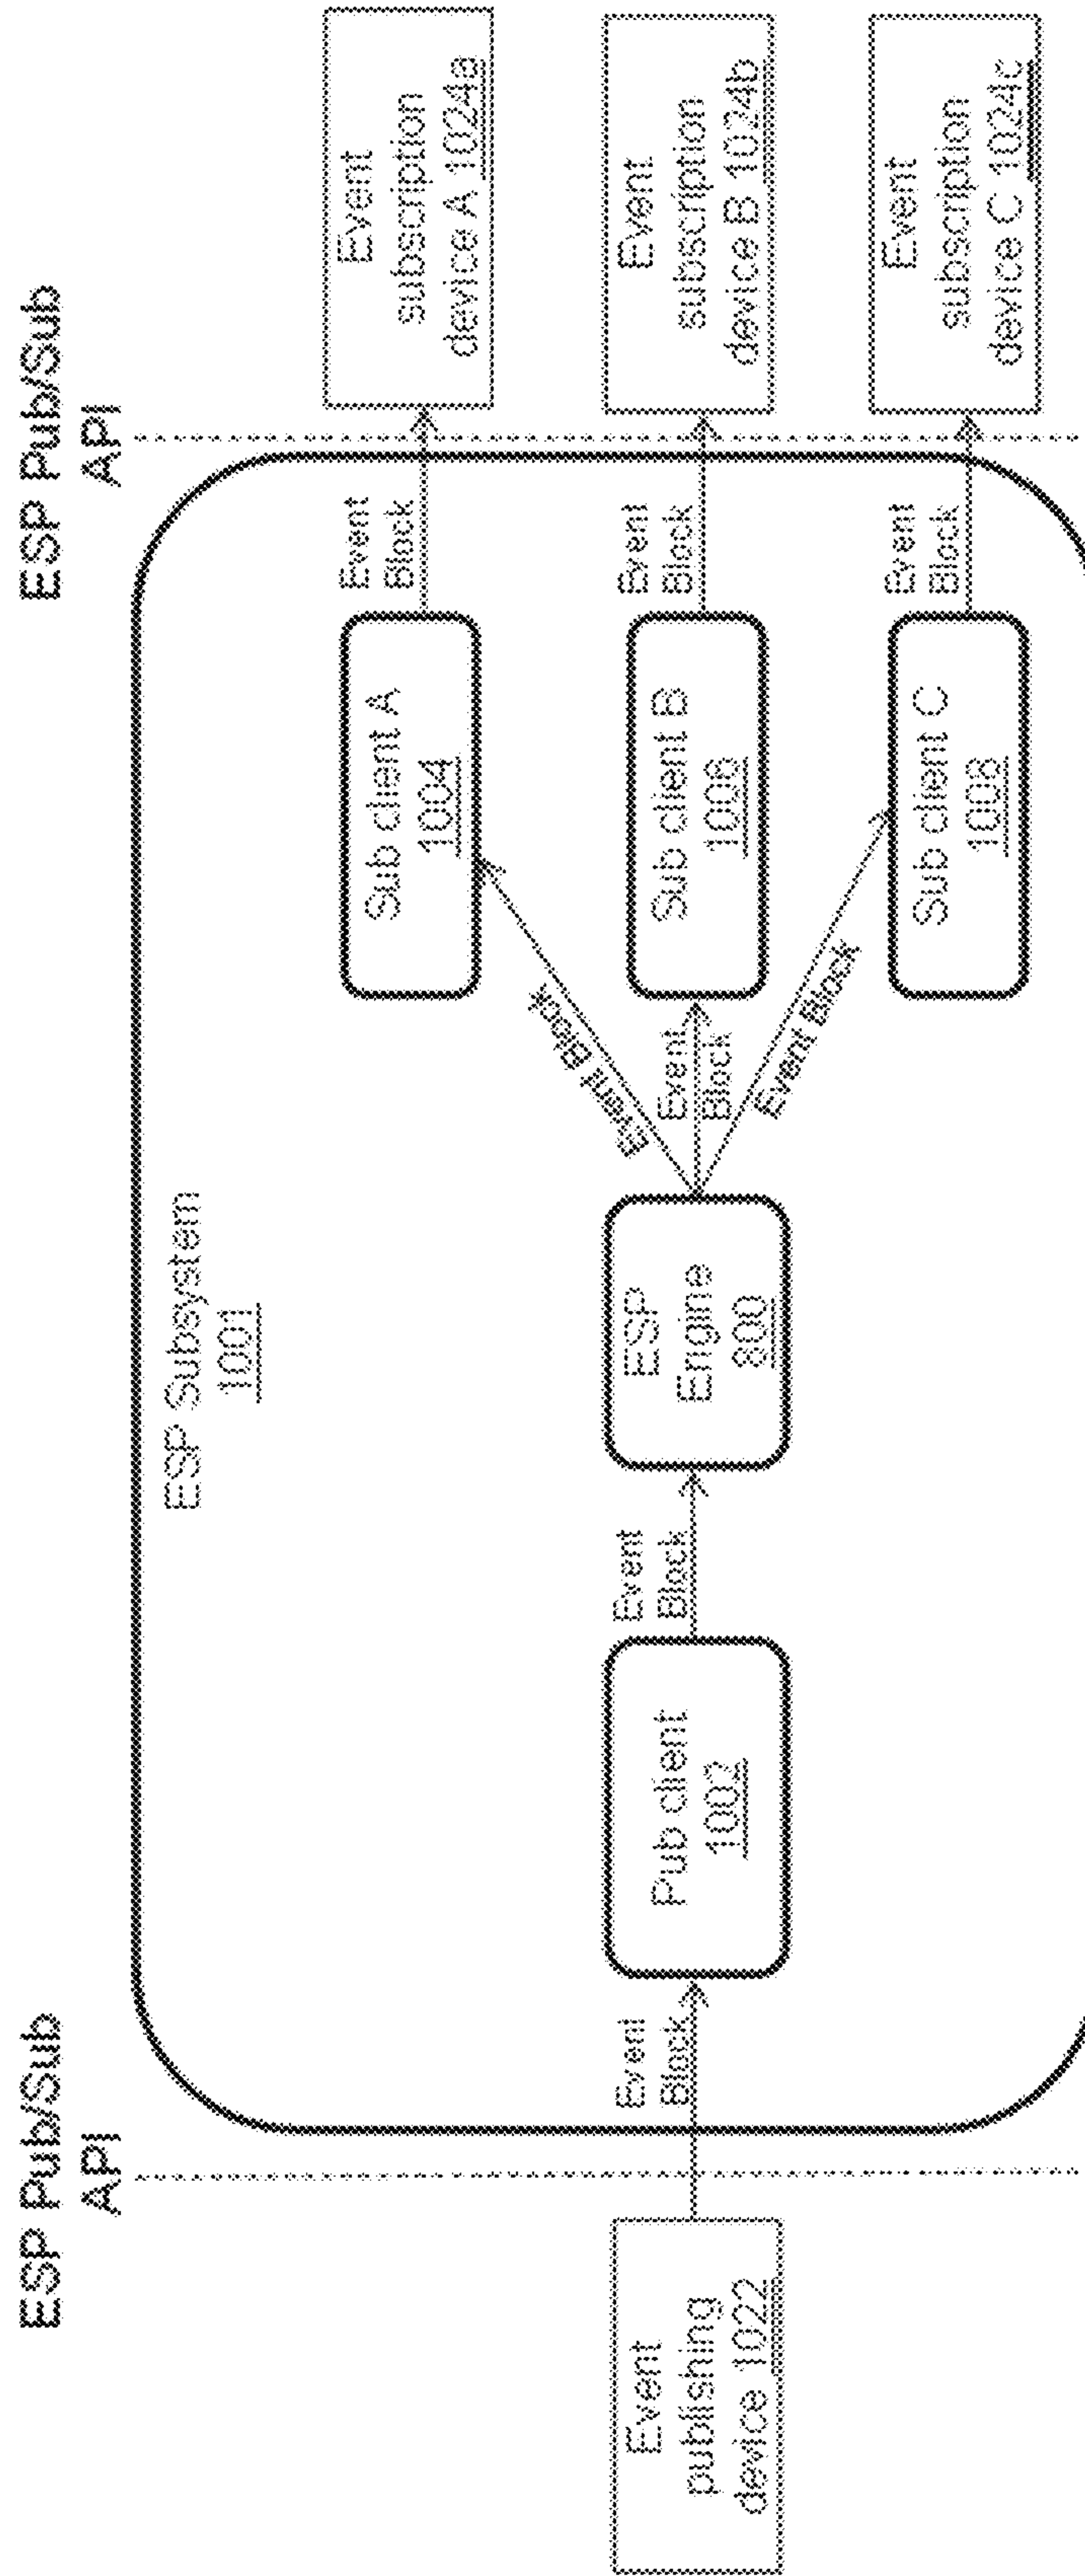 ESP Pub/Sub
API
ESP Pub/Sub
API
ESP Subsystem
1001
Event
publishing
device 1022
Event
Block
Pub client
1002
Event
Block
ESP
Engine
800
Event Block
Event
Block
Event Block
Sub client A
1004
Sub client B
1006
Sub client C
1008
Event
Block
Event
Block
Event
Block
Event
subscription
device A 1024a
Event
subscription
device B 1024b
Event
subscription
device C 1024c